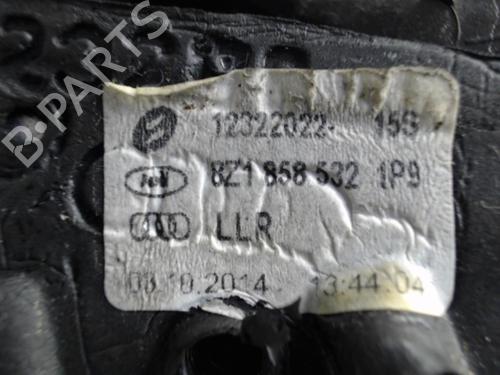 B-PARTS
12322022- 15S
8Z1 858 532 1P9
LLR
08.10.2014 13:44:04